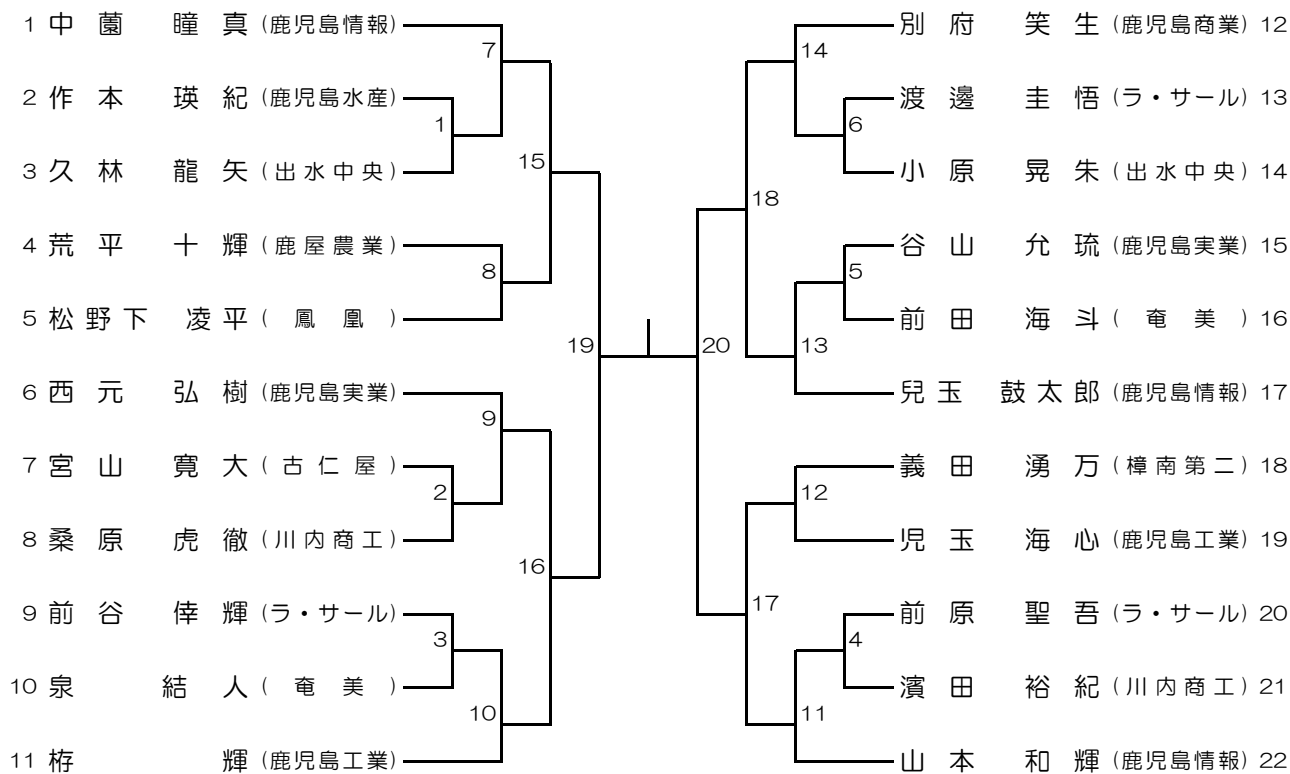 1 中薗 瞳真 (鹿児島情報)
2 作本 瑛紀 (鹿児島水産)
3 久林 龍矢 (出水中央)
4 荒平 十輝 (鹿屋農業)
5 松野下 凌平 (鳳凰)
6 西元 弘樹 (鹿児島実業)
7 宮山 寛大 (古仁屋)
8 桑原 虎徹 (川内商工)
9 前谷 倖輝 (ラ・サール)
10 泉 結人 (奄美)
11 栫 輝 (鹿児島工業)
7
1
15
8
19
9
2
16
3
10
別府 笑生 (鹿児島商業) 12
渡邊 圭悟 (ラ・サール) 13
小原 晃朱 (出水中央) 14
谷山 允琉 (鹿児島実業) 15
前田 海斗 (奄美) 16
兒玉 鼓太郎 (鹿児島情報) 17
義田 湧万 (樟南第二) 18
児玉 海心 (鹿児島工業) 19
前原 聖吾 (ラ・サール) 20
濱田 裕紀 (川内商工) 21
山本 和輝 (鹿児島情報) 22
14
6
18
5
13
20
12
17
4
11